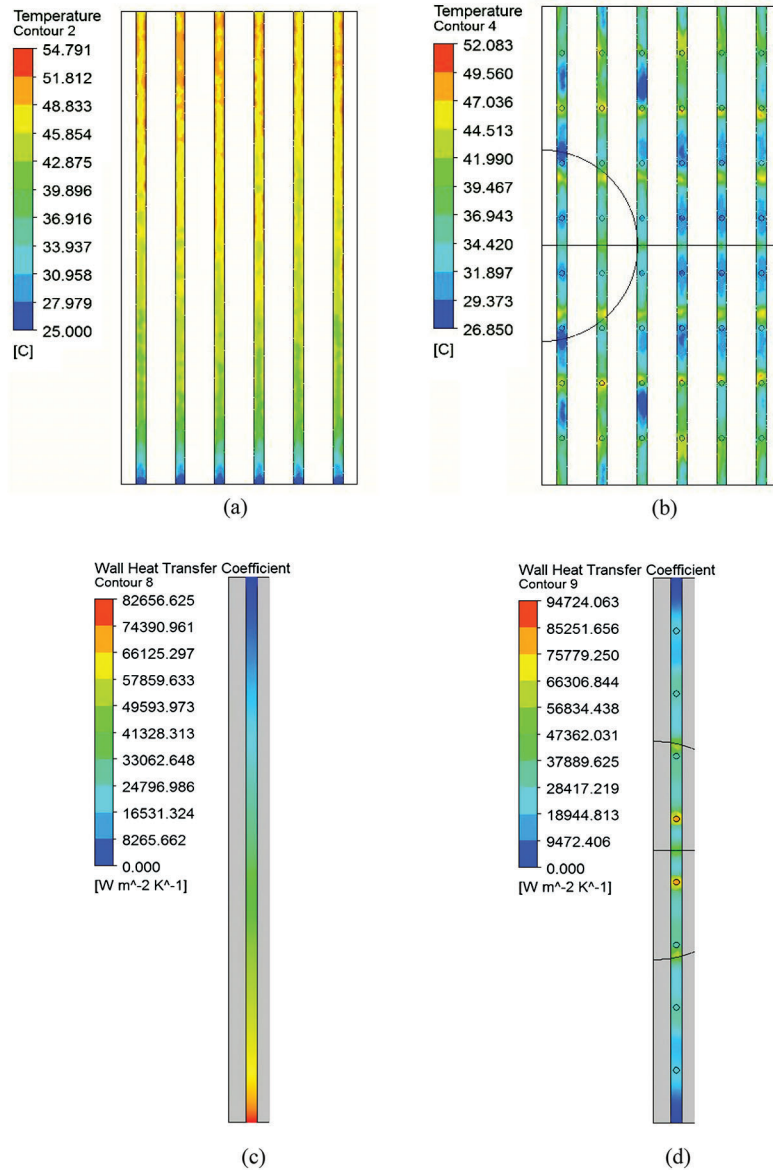 Temperature
Contour 2
54.791
51.812
48.833
45.854
42.875
39.896
36.916
33.937
30.958
27.979
25.000
[C]
(a)
Temperature
Contour 4
52.083
49.560
47.036
44.513
41.990
39.467
36.943
34.420
31.897
29.373
26.850
[C]
(b)
Wall Heat Transfer Coefficient
Contour 8
82656.625
74390.961
66125.297
57859.633
49593.973
41328.313
33062.648
24796.986
16531.324
8265.662
0.000
[W m^-2 K^-1]
(c)
Wall Heat Transfer Coefficient
Contour 9
94724.063
85251.656
75779.250
66306.844
56834.438
47362.031
37889.625
28417.219
18944.813
9472.406
0.000
[W m^-2 K^-1]
(d)